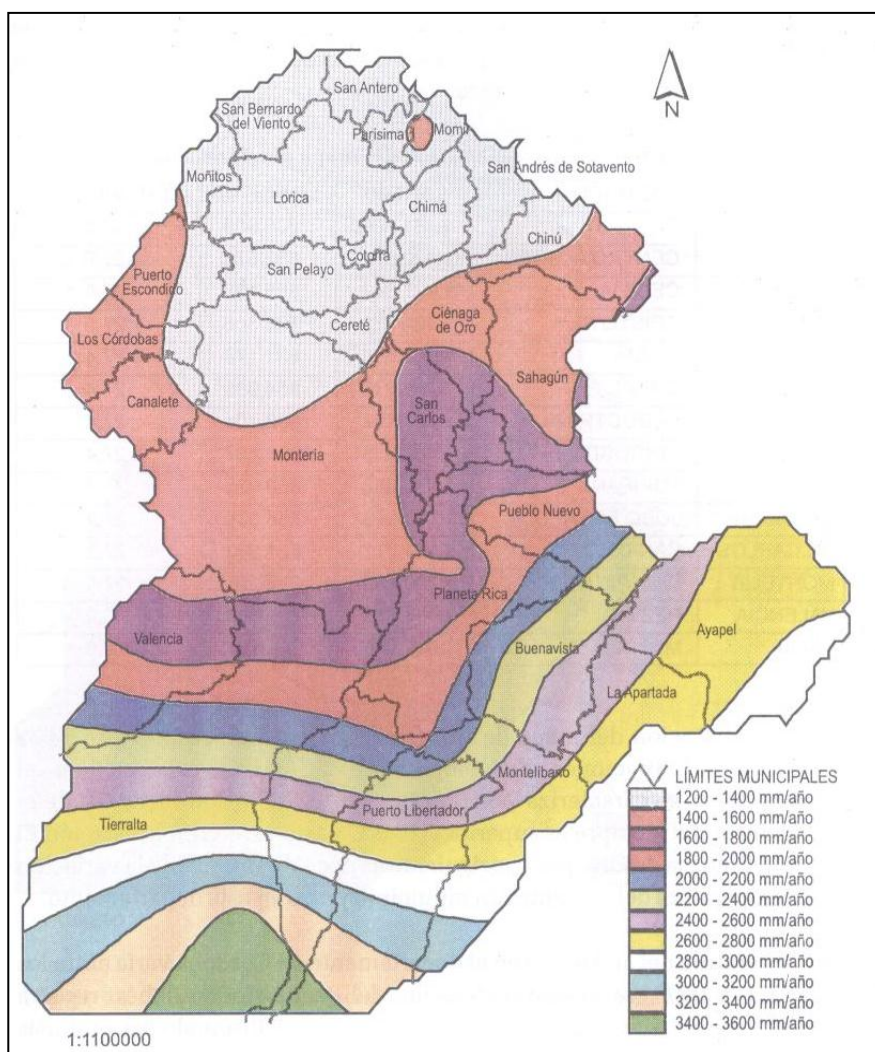 San Antero
San Bernardo
del Viento
Purisima
Momil
San Andrés de Sotavento
Moñitos
Lorica
Chimá
Chinú
Cotorra
San Pelayo
Puerto
Escondido
Ciénaga
de Oro
Cereté
Los Córdobas
Sahagún
Canalete
San
Carlos
Montería
Pueblo Nuevo
Planeta Rica
Valencia
Buenavista
Ayapel
La Apartada
Montelibano
Puerto Libertador
Tierralta
N
LÍMITES MUNICIPALES
1200 - 1400 mm/año
1400 - 1600 mm/año
1600 - 1800 mm/año
1800 - 2000 mm/año
2000 - 2200 mm/año
2200 - 2400 mm/año
2400 - 2600 mm/año
2600 - 2800 mm/año
2800 - 3000 mm/año
3000 - 3200 mm/año
3200 - 3400 mm/año
3400 - 3600 mm/año
1:1100000